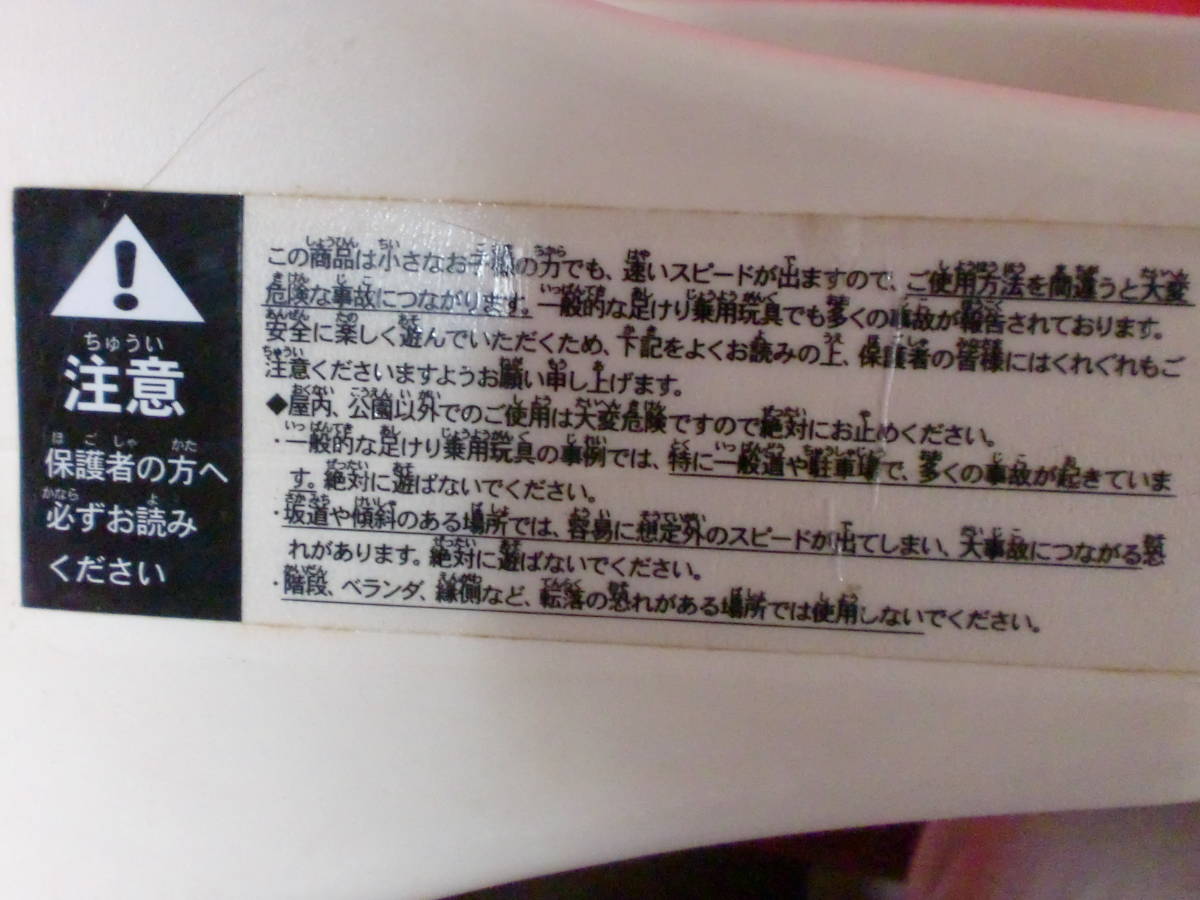 注意
保護者の方へ
必ずお読み
ください
この商品は小さなお子様の力でも、速いスピードが出ますので、ご使用方法を間違うと大変
危険な事故につながります。一般的な足けり乗用玩具でも多くの事故が報告されております。
安全に楽しく遊んでいただくため、下記をよくお読みの上、保護者の皆様にはくれぐれもご
注意くださいますようお願い申し上げます。
◆屋内、公園以外でのご使用は大変危険ですので絶対にお止めください。
・一般的な足けり乗用玩具の事例では、特に一般道や駐車場で、多くの事故が起きていま
す。絶対に遊ばないでください。
・坂道や傾斜のある場所では、容易に想定外のスピードが出てしまい、大事故につながる恐
れがあります。絶対に遊ばないでください。
・階段、ベランダ、縁側など、転落の恐れがある場所では使用しないでください。